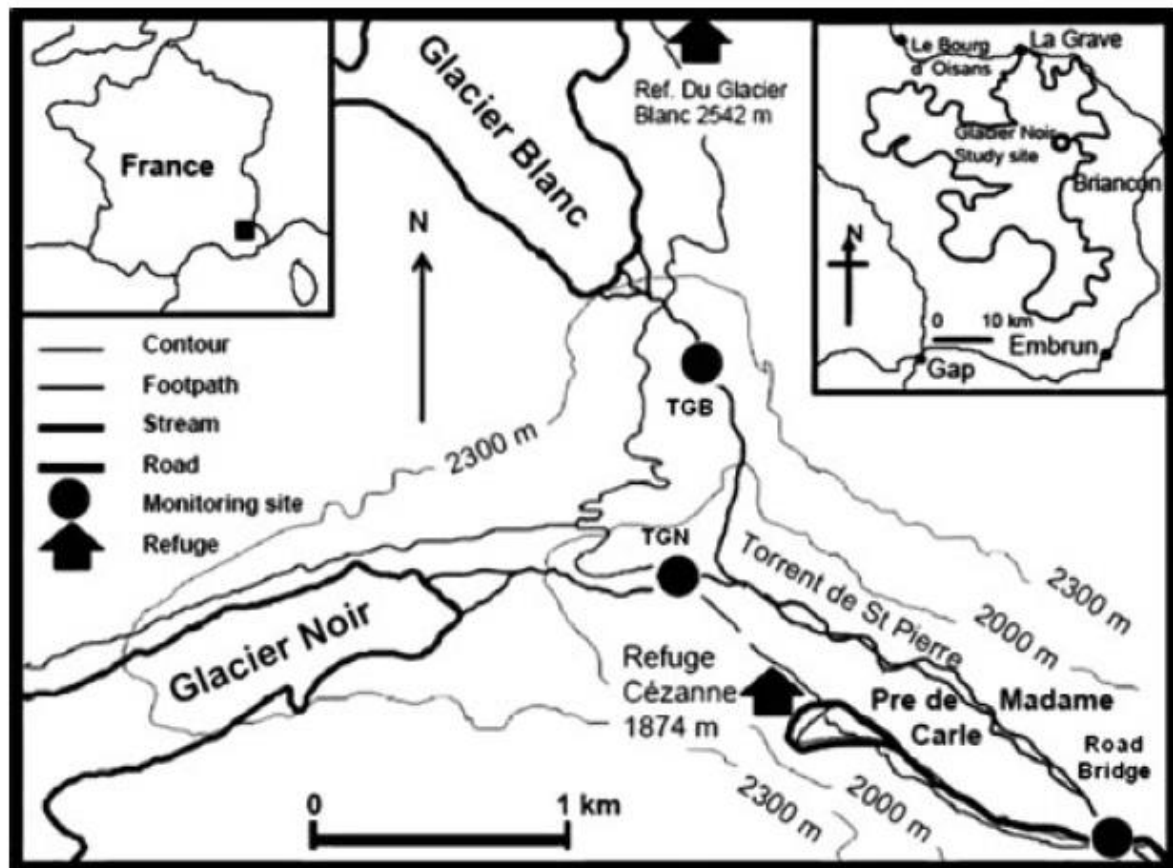 France
Contour
Footpath
Stream
Road
Monitoring site
Refuge
N
Glacier Blanc
Ref. Du Glacier
Blanc 2542 m
Le Bourg
d' Oisans
La Grave
Glacier Noir
Study site
Briancon
N
0 10 km
Embrun
Gap
TGB
2300 m
TGN
Torrent de St Pierre
2300 m
2000 m
Glacier Noir
Refuge
Cézanne
1874 m
Pre de Madame
Carle
Road
Bridge
2000 m
2300 m
0 1 km